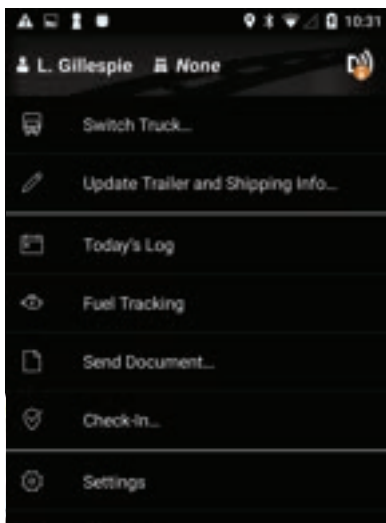 10:31
L. Gillespie None
Switch Truck...
Update Trailer and Shipping Info...
Today's Log
Fuel Tracking
Send Document...
Check-In...
Settings